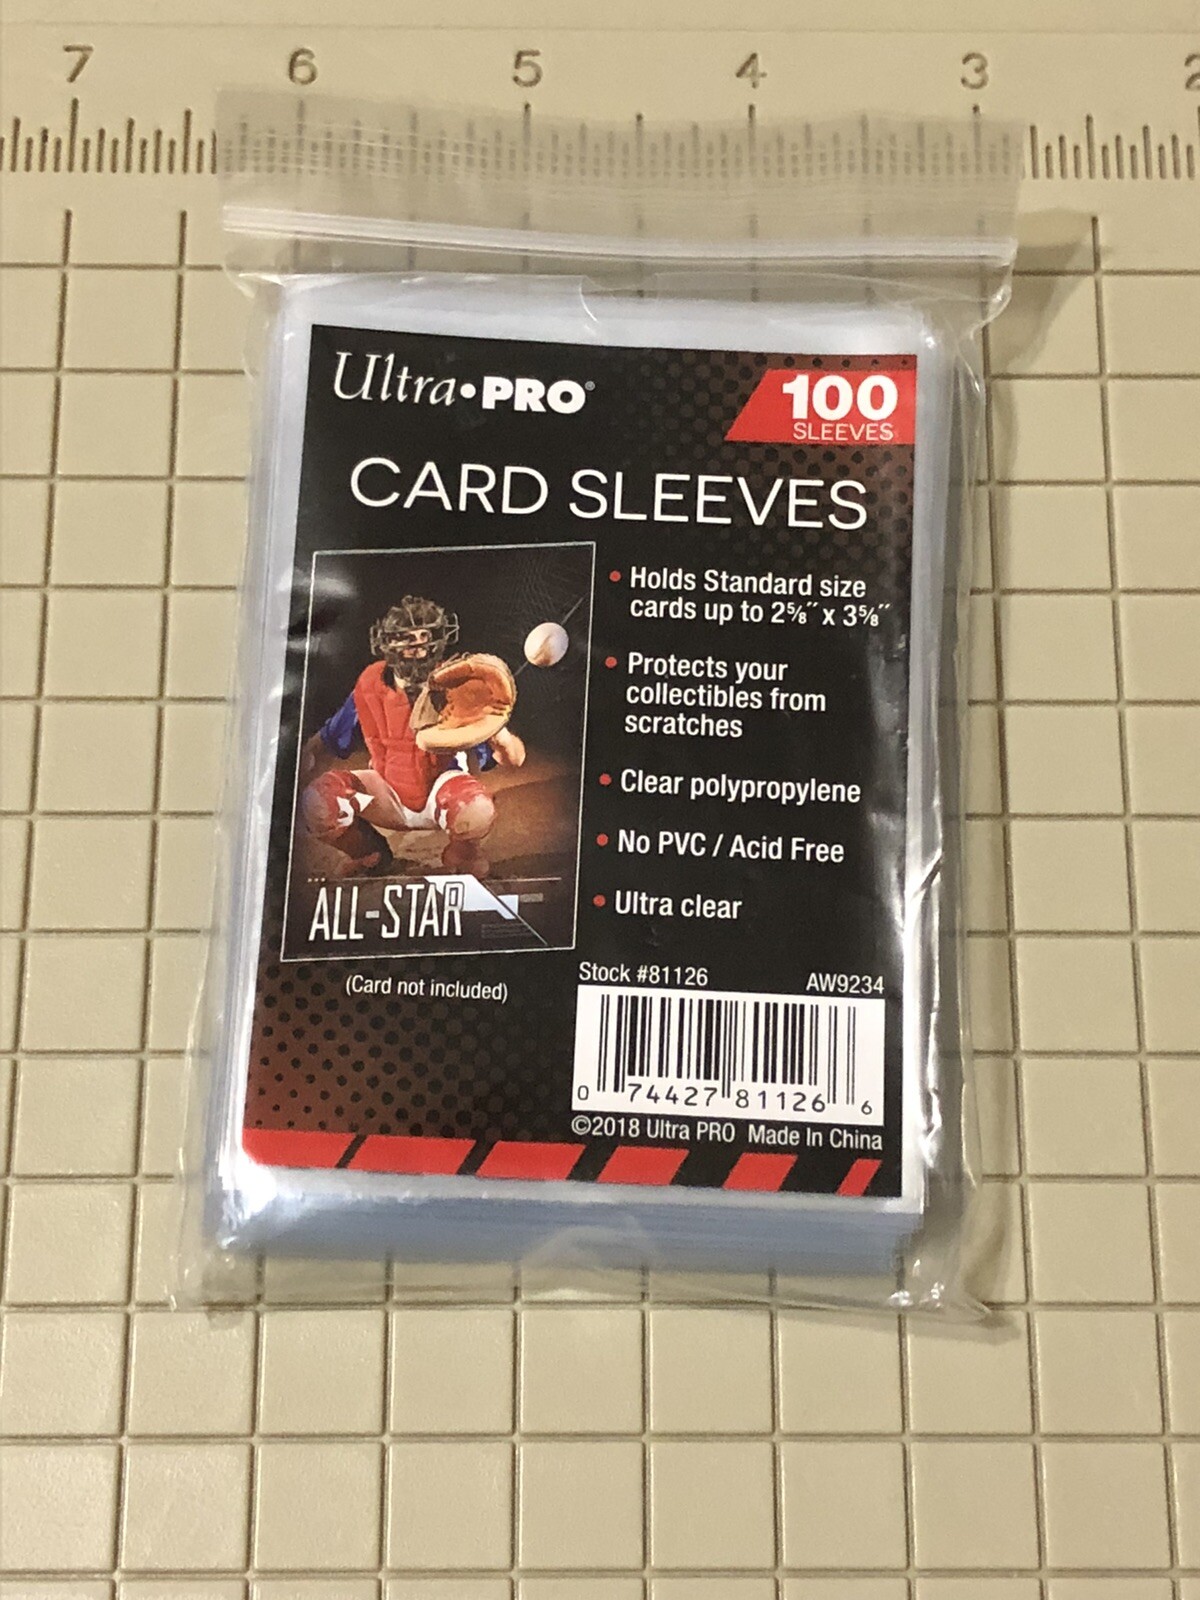 7 6 5 4 3 2
Ultra•PRO®
100
SLEEVES
CARD SLEEVES
• Holds Standard size
cards up to 2⅝″ x 3⅝″
• Protects your
collectibles from
scratches
• Clear polypropylene
• No PVC / Acid Free
• Ultra clear
ALL-STAR
(Card not included)
Stock #81126 AW9234
0 74427 81126 6
©2018 Ultra PRO Made In China